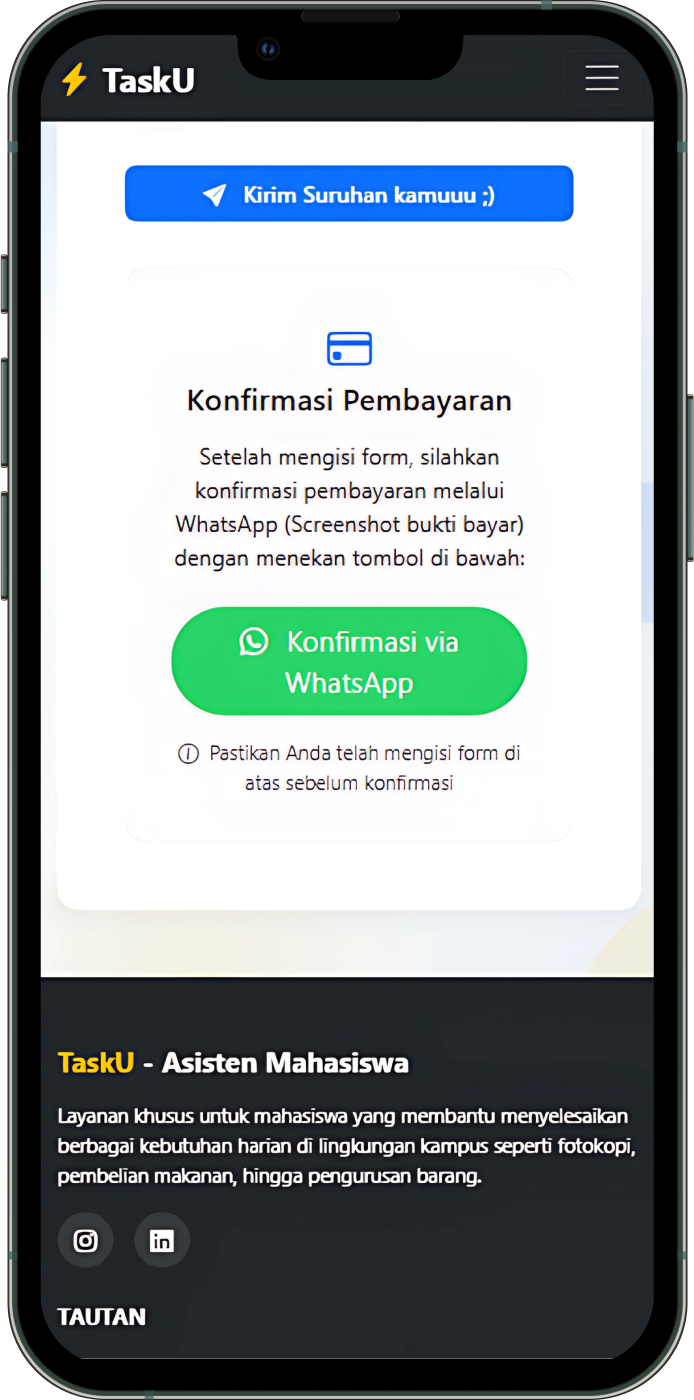 TaskU
Kirim Suruhan kamuuu ;)
Konfirmasi Pembayaran
Setelah mengisi form, silahkan
konfirmasi pembayaran melalui
WhatsApp (Screenshot bukti bayar)
dengan menekan tombol di bawah:
Konfirmasi via
WhatsApp
Pastikan Anda telah mengisi form di
atas sebelum konfirmasi
TaskU - Asisten Mahasiswa
Layanan khusus untuk mahasiswa yang membantu menyelesaikan
berbagai kebutuhan harian di lingkungan kampus seperti fotokopi,
pembelian makanan, hingga pengurusan barang.
TAUTAN